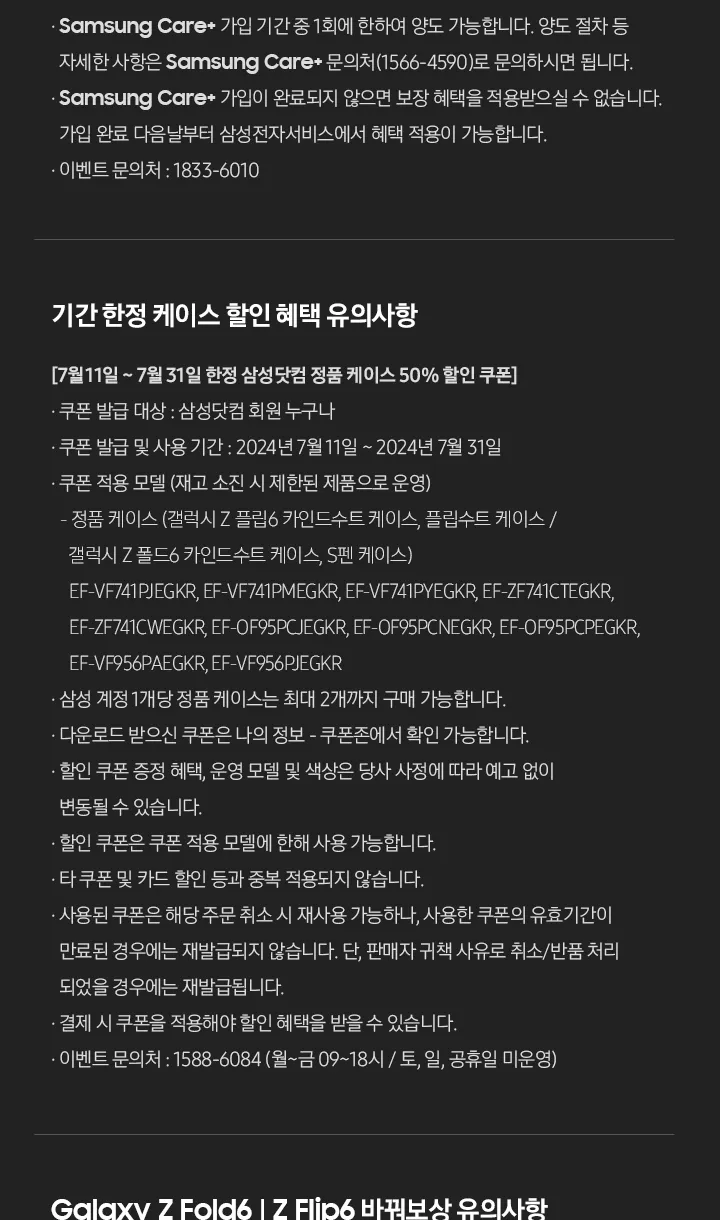 · Samsung Care+ 가입 기간 중 1회에 한하여 양도 가능합니다. 양도 절차 등
자세한 사항은 Samsung Care+ 문의처(1566-4590)로 문의하시면 됩니다.
· Samsung Care+ 가입이 완료되지 않으면 보장 혜택을 적용받으실 수 없습니다.
가입 완료 다음날부터 삼성전자서비스에서 혜택 적용이 가능합니다.
· 이벤트 문의처 : 1833-6010
기간 한정 케이스 할인 혜택 유의사항
[7월11일 ~ 7월 31일 한정 삼성닷컴 정품 케이스 50% 할인 쿠폰]
· 쿠폰 발급 대상 : 삼성닷컴 회원 누구나
· 쿠폰 발급 및 사용 기간 : 2024년 7월 11일 ~ 2024년 7월 31일
· 쿠폰 적용 모델 (재고 소진 시 제한된 제품으로 운영)
- 정품 케이스 (갤럭시 Z 플립6 카인드수트 케이스, 플립수트 케이스 /
갤럭시 Z 폴드6 카인드수트 케이스, S펜 케이스)
EF-VF741PJEGKR, EF-VF741PMEGKR, EF-VF741PYEGKR, EF-ZF741CTEGKR,
EF-ZF741CWEGKR, EF-OF95PCJEGKR, EF-OF95PCNEGKR, EF-OF95PCPEGKR,
EF-VF956PAEGKR, EF-VF956PJEGKR
· 삼성 계정 1개당 정품 케이스는 최대 2개까지 구매 가능합니다.
· 다운로드 받으신 쿠폰은 나의 정보 - 쿠폰존에서 확인 가능합니다.
· 할인 쿠폰 증정 혜택, 운영 모델 및 색상은 당사 사정에 따라 예고 없이
변동될 수 있습니다.
· 할인 쿠폰은 쿠폰 적용 모델에 한해 사용 가능합니다.
· 타 쿠폰 및 카드 할인 등과 중복 적용되지 않습니다.
· 사용된 쿠폰은 해당 주문 취소 시 재사용 가능하나, 사용한 쿠폰의 유효기간이
만료된 경우에는 재발급되지 않습니다. 단, 판매자 귀책 사유로 취소/반품 처리
되었을 경우에는 재발급됩니다.
· 결제 시 쿠폰을 적용해야 할인 혜택을 받을 수 있습니다.
· 이벤트 문의처 : 1588-6084 (월~금 09~18시 / 토, 일, 공휴일 미운영)
Galaxy Z Fold6 | Z Flip6 바꿔보상 유의사항